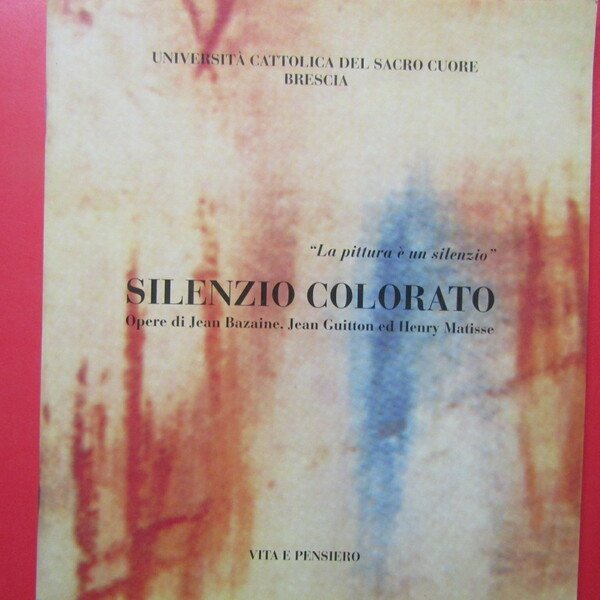 UNIVERSITÀ CATTOLICA DEL SACRO CUORE
BRESCIA
“La pittura è un silenzio”
SILENZIO COLORATO
Opere di Jean Bazaine, Jean Guitton ed Henry Matisse
VITA E PENSIERO